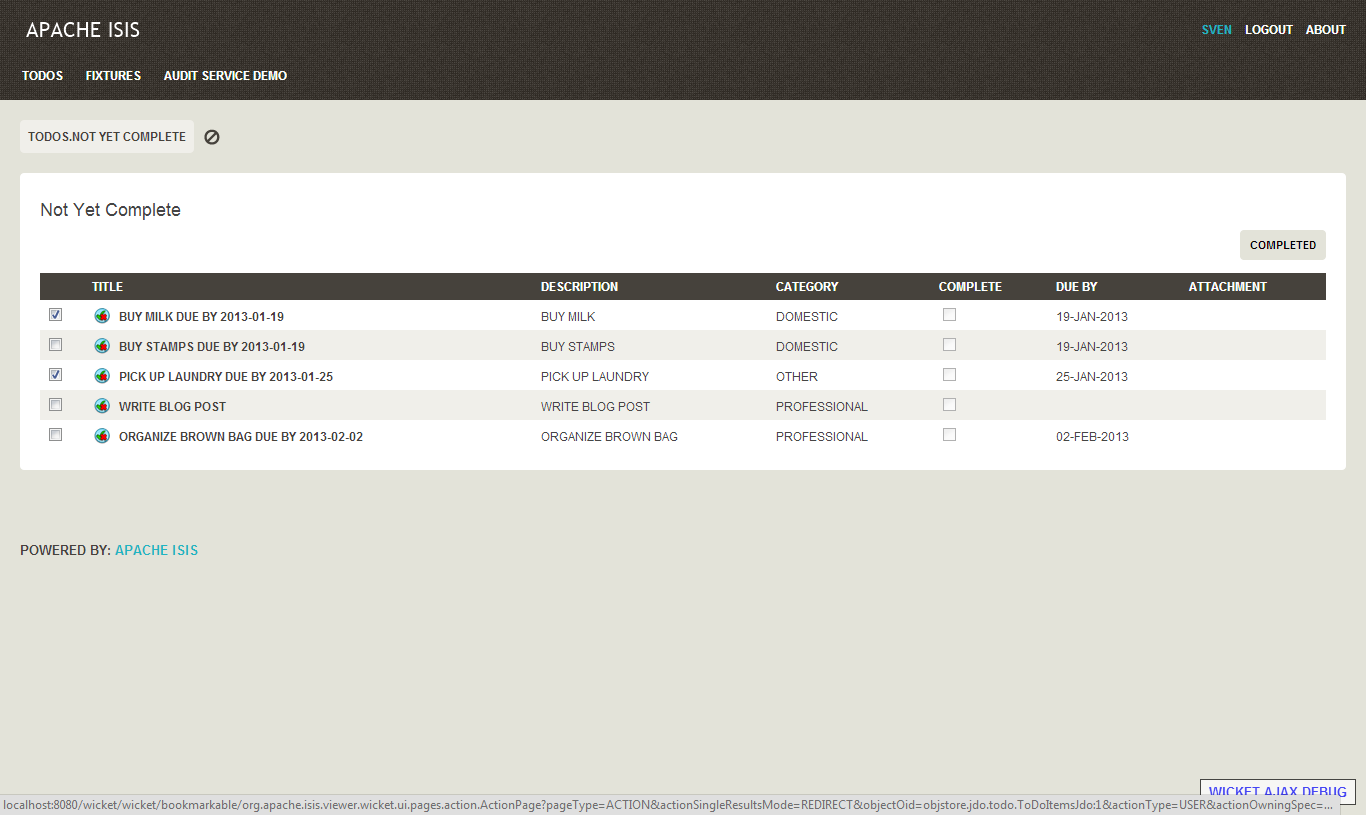 APACHE ISIS
SVEN LOGOUT ABOUT
TODOS FIXTURES AUDIT SERVICE DEMO
TODOS.NOT YET COMPLETE
Not Yet Complete
COMPLETED
TITLE DESCRIPTION CATEGORY COMPLETE DUE BY ATTACHMENT
BUY MILK DUE BY 2013-01-19 BUY MILK DOMESTIC 19-JAN-2013
BUY STAMPS DUE BY 2013-01-19 BUY STAMPS DOMESTIC 19-JAN-2013
PICK UP LAUNDRY DUE BY 2013-01-25 PICK UP LAUNDRY OTHER 25-JAN-2013
WRITE BLOG POST WRITE BLOG POST PROFESSIONAL
ORGANIZE BROWN BAG DUE BY 2013-02-02 ORGANIZE BROWN BAG PROFESSIONAL 02-FEB-2013
POWERED BY: APACHE ISIS
WICKET AJAX DEBUG
localhost:8080/wicket/wicket/bookmarkable/org.apache.isis.viewer.wicket.ui.pages.action.ActionPage?pageType=ACTION&actionSingleResultsMode=REDIRECT&objectOid=objstore.jdo.todo.ToDoItemsJdo:1&actionType=USER&actionOwningSpec=...